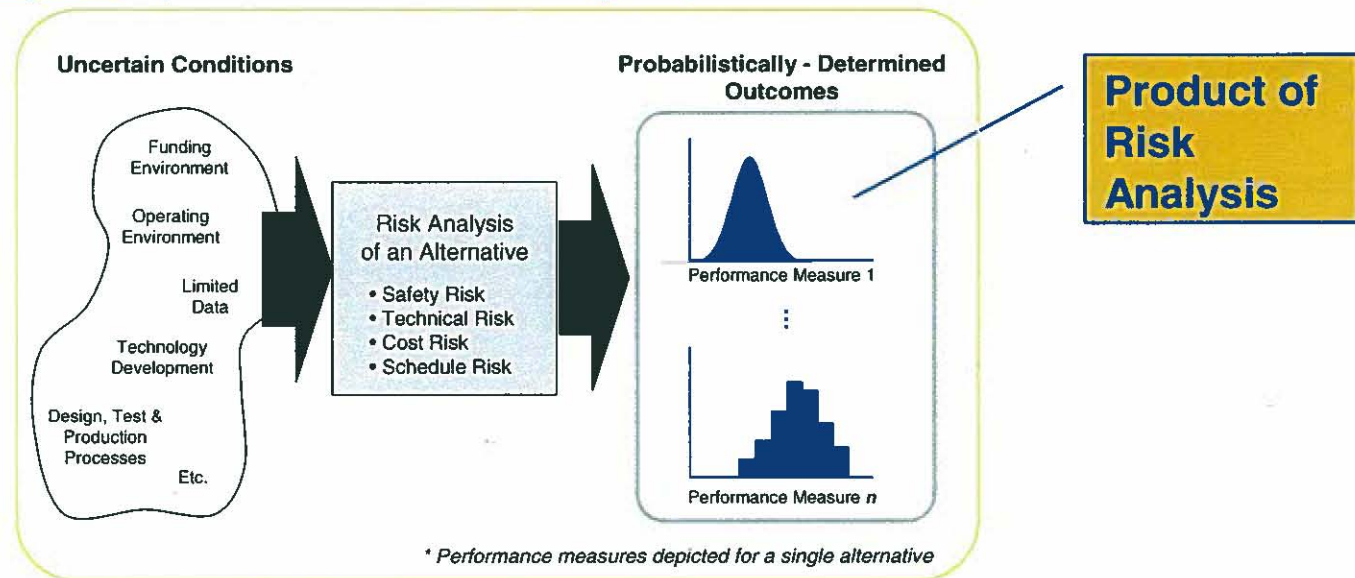 Uncertain Conditions
Funding
Environment
Operating
Environment
Limited
Data
Technology
Development
Design, Test &
Production
Processes
Etc.
Risk Analysis
of an Alternative
• Safety Risk
• Technical Risk
• Cost Risk
• Schedule Risk
Probabilistically - Determined
Outcomes
Performance Measure 1
Performance Measure n
* Performance measures depicted for a single alternative
Product of
Risk
Analysis